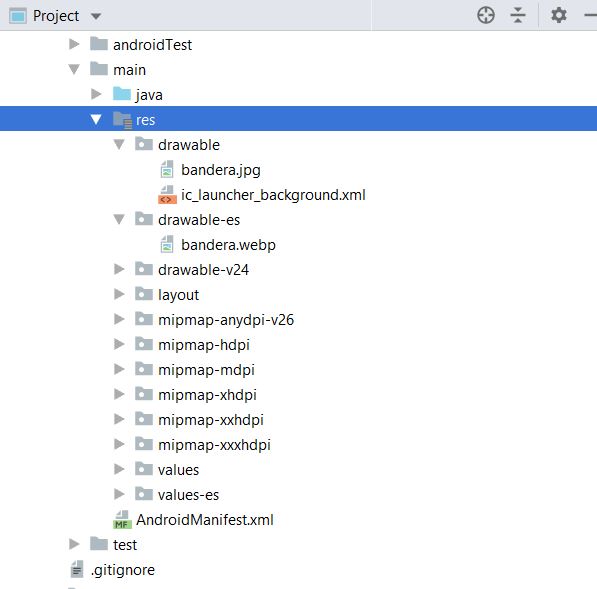 Project
androidTest
main
java
res
drawable
bandera.jpg
ic_launcher_background.xml
drawable-es
bandera.webp
drawable-v24
layout
mipmap-anydpi-v26
mipmap-hdpi
mipmap-mdpi
mipmap-xhdpi
mipmap-xxhdpi
mipmap-xxxhdpi
values
values-es
MF AndroidManifest.xml
test
.gitignore